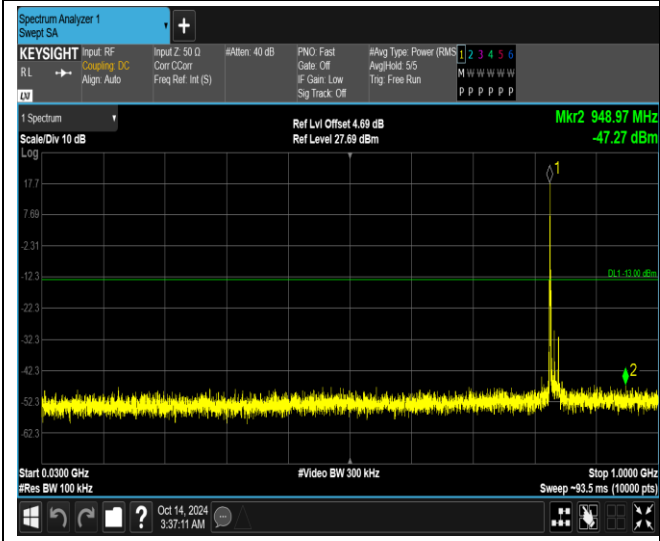 Spectrum Analyzer 1
Swept SA
+
KEYSIGHT
RL
LXI
Input: RF
Coupling: DC
Align: Auto
Input Z: 50 Ω
Corr CCorr
Freq Ref: Int (S)
#Atten: 40 dB
PNO: Fast
Gate: Off
IF Gain: Low
Sig Track: Off
#Avg Type: Power (RMS
Avg|Hold: 5/5
Trig: Free Run
1 2 3 4 5 6
M W W W W W
P P P P P P
1 Spectrum
Scale/Div 10 dB
Log
Ref Lvl Offset 4.69 dB
Ref Level 27.69 dBm
Mkr2 948.97 MHz
-47.27 dBm
17.7
7.69
-2.31
-12.3
-22.3
-32.3
-42.3
-52.3
-62.3
1
DL1 -13.00 dBm
2
Start 0.0300 GHz
#Res BW 100 kHz
#Video BW 300 kHz
Stop 1.0000 GHz
Sweep ~93.5 ms (10000 pts)
?
Oct 14, 2024
3:37:11 AM